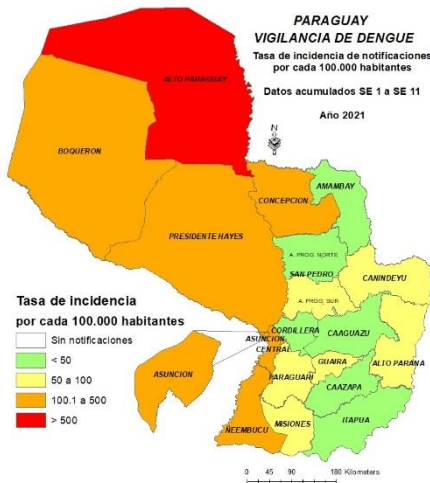 PARAGUAY
VIGILANCIA DE DENGUE
Tasa de incidencia de notificaciones
por cada 100.000 habitantes
Datos acumulados SE 1 a SE 11
Año 2021
N
ALTO PARAGUAY
BOQUERON
AMAMBAY
CONCEPCION
PRESIDENTE HAYES
A. PROG. NORTE
SAN PEDRO
CANINDEYU
A. PROG. SUR
CORDILLERA
ASUNCION
CAAGUAZU
CENTRAL
GUAIRA
ALTO PARANA
PARAGUARI
CAAZAPA
ÑEEMBUCU
MISIONES
ITAPUA
ASUNCION
Tasa de incidencia
por cada 100.000 habitantes
Sin notificaciones
< 50
50 a 100
100.1 a 500
> 500
0 45 90 180 Kilometers